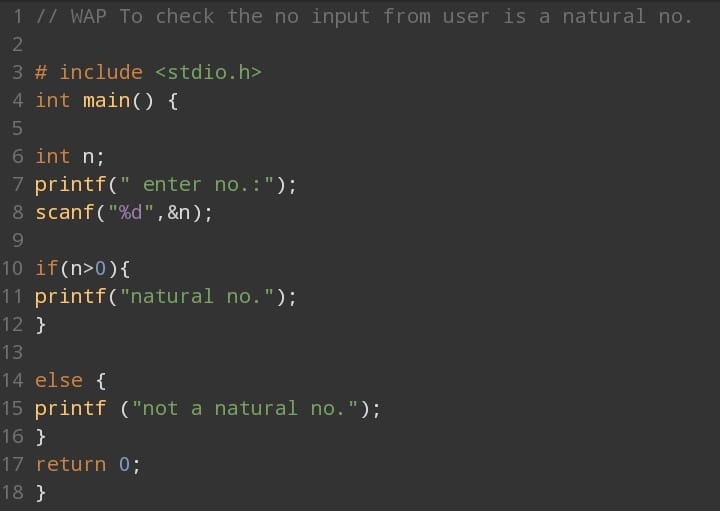 1 // WAP To check the no input from user is a natural no.
2
3 # include <stdio.h>
4 int main() {
5
6 int n;
7 printf(" enter no.:");
8 scanf("%d",&n);
9
10 if(n>0){
11 printf("natural no.");
12 }
13
14 else {
15 printf ("not a natural no.");
16 }
17 return 0;
18 }